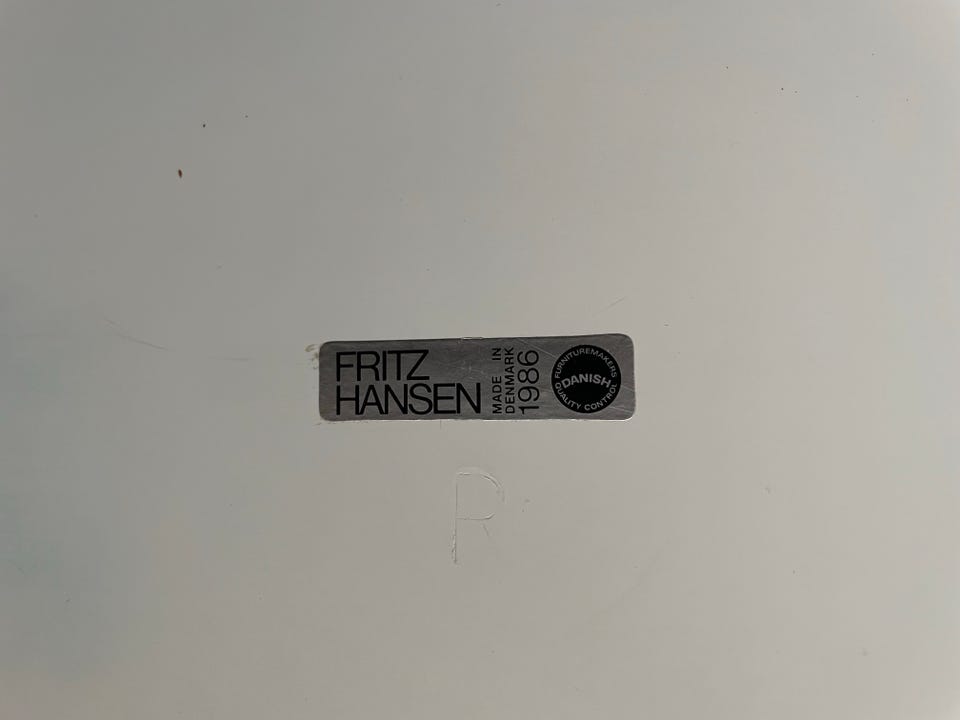 FRITZ
HANSEN
MADE IN
DENMARK
1986
FURNITUREMAKERS
DANISH
QUALITY CONTROL
P